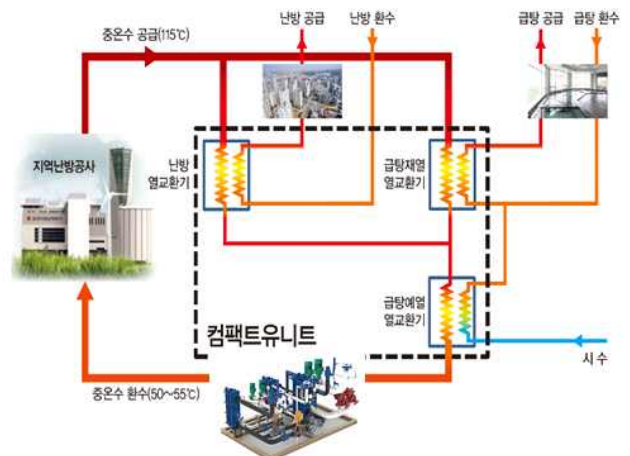 난방 공급
난방 환수
급탕 공급
급탕 환수
중온수 공급(115℃)
지역난방공사
난방
열교환기
급탕재열
열교환기
급탕예열
열교환기
컴팩트유니트
시 수
중온수 환수(50~55℃)